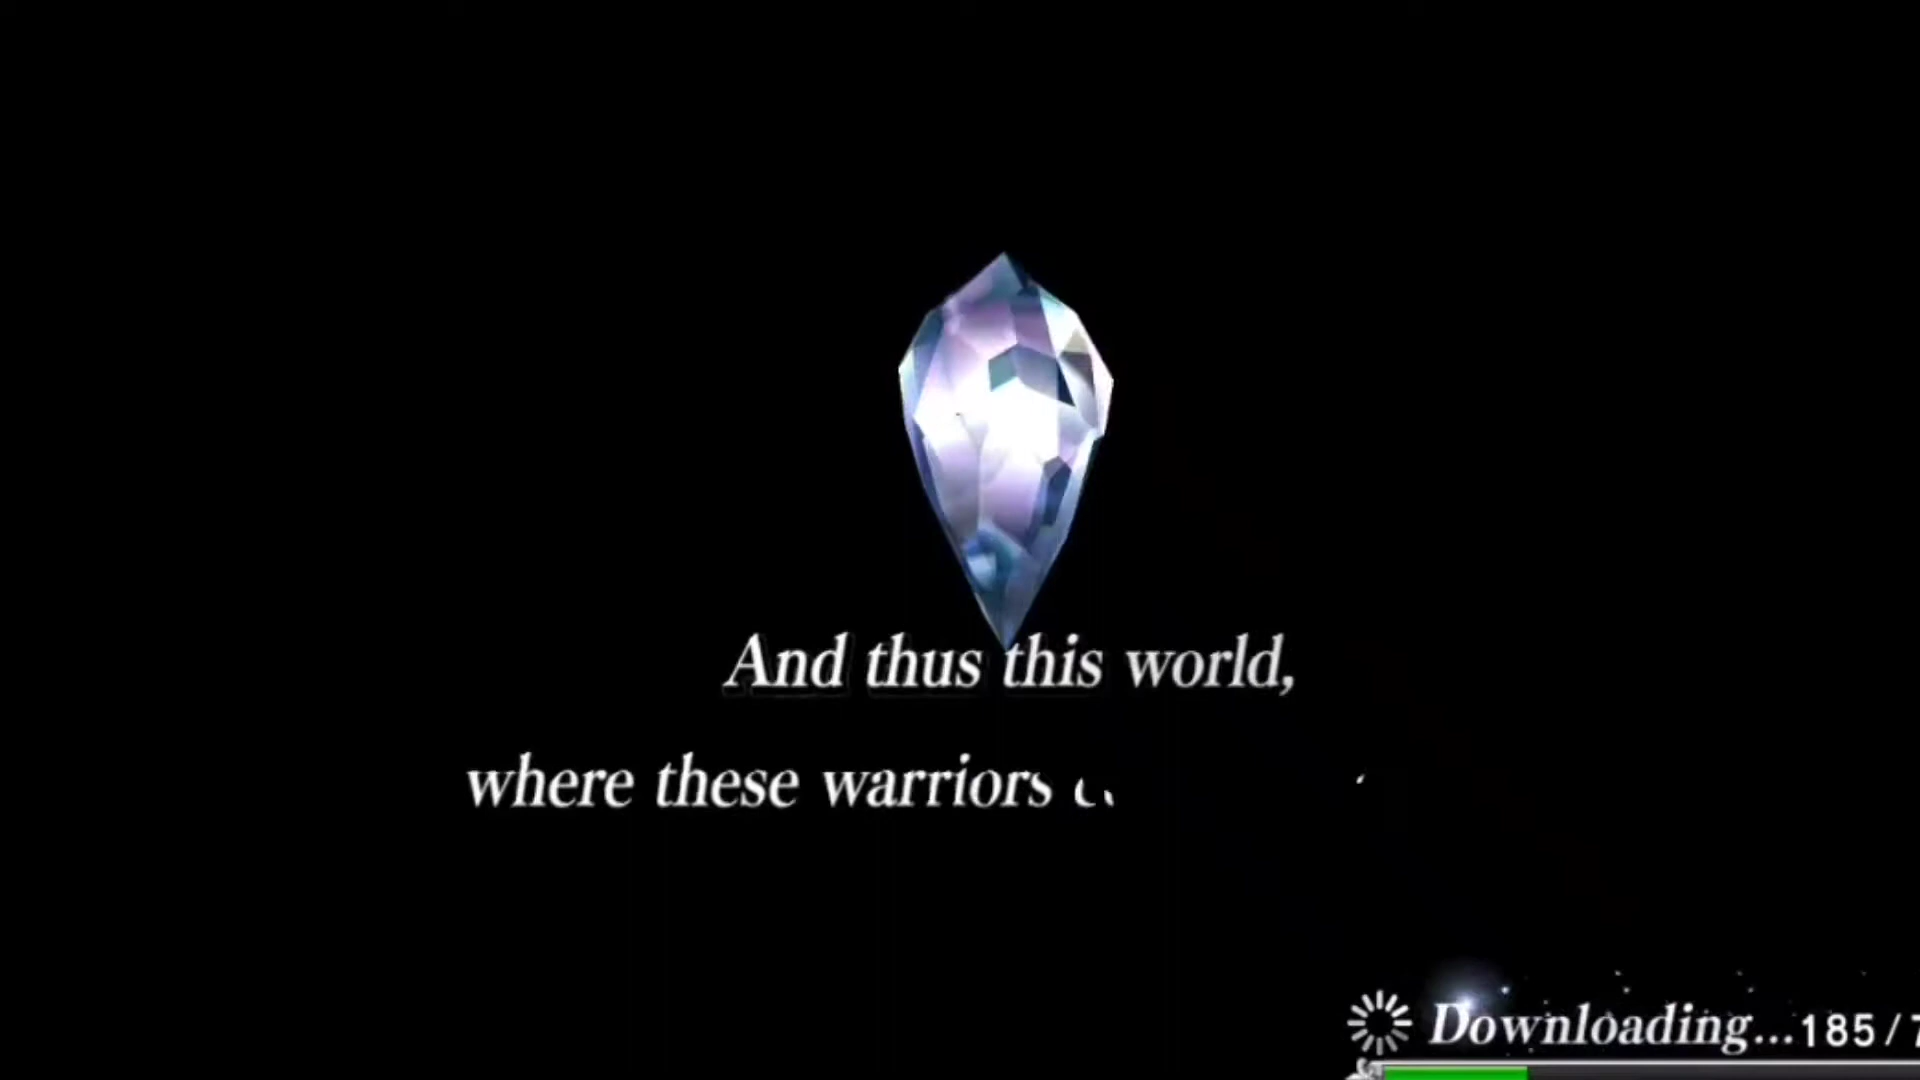 And thus this world,
where these warriors
Downloading...185/